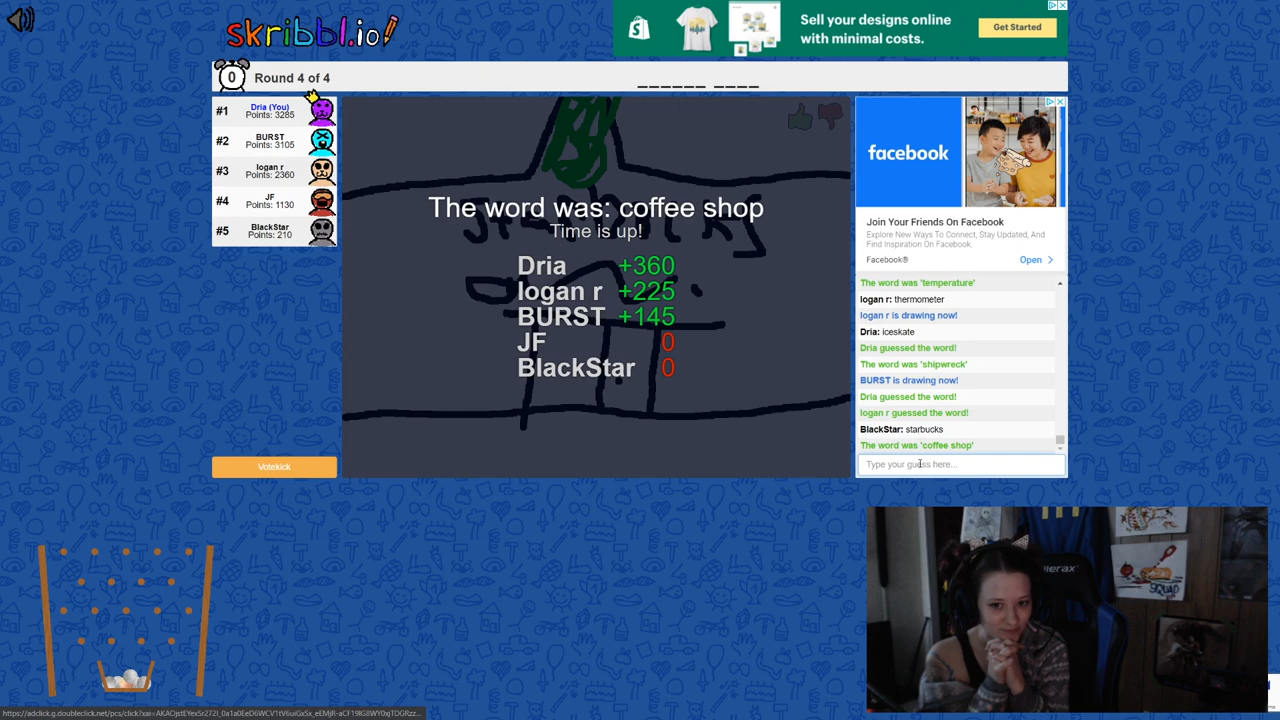 skribbl.io
Sell your designs online
with minimal costs.
Get Started
0
Round 4 of 4
______ ____
#1
Dria (You)
Points: 3285
#2
BURST
Points: 3105
#3
logan r
Points: 2360
#4
JF
Points: 1130
#5
BlackStar
Points: 210
Votekick
The word was: coffee shop
Time is up!
Dria +360
logan r +225
BURST +145
JF 0
BlackStar 0
facebook
Join Your Friends On Facebook
Explore New Ways To Connect, Stay Updated, And
Find Inspiration On Facebook.
Facebook®
Open
The word was 'temperature'
logan r: thermometer
logan r is drawing now!
Dria: iceskate
Dria guessed the word!
The word was 'shipwreck'
BURST is drawing now!
Dria guessed the word!
logan r guessed the word!
BlackStar: starbucks
The word was 'coffee shop'
Type your guess here...
SQUAD